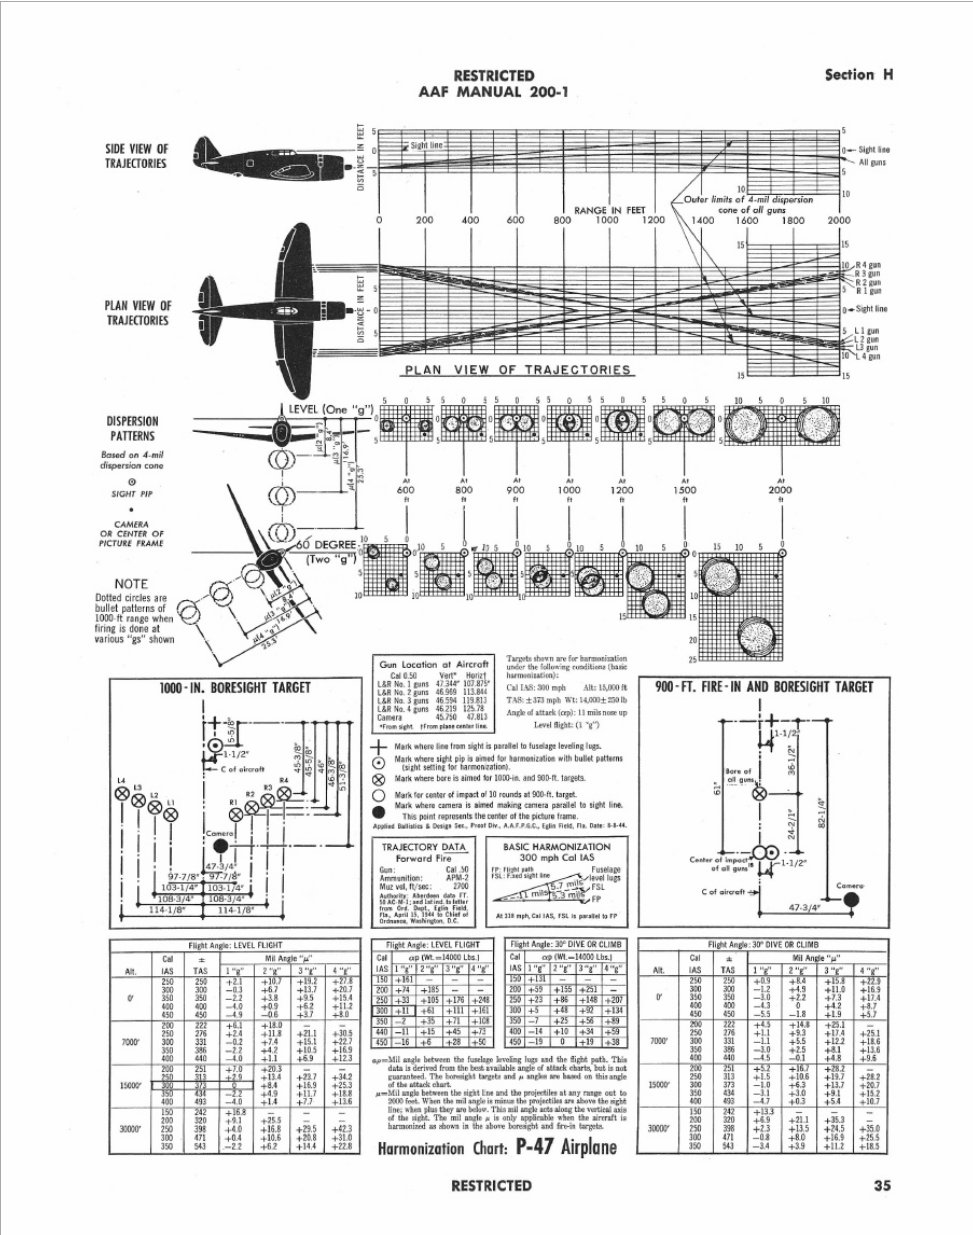 RESTRICTED
AAF MANUAL 200-1
Section H
SIDE VIEW OF
TRAJECTORIES
DISTANCE IN FEET
5
0
5
Sight line
5
0
Sight line
All guns
5
10
10
Outer limits of 4-mil dispersion
cone of all guns
RANGE IN FEET
0 200 400 600 800 1000 1200 1400 1600 1800 2000
PLAN VIEW OF
TRAJECTORIES
DISTANCE IN FEET
5
0
5
15
15
10
R 4 gun
R 3 gun
R 2 gun
5
R 1 gun
0
Sight line
5
L 1 gun
L 2 gun
L3 gun
10
L 4 gun
15
15
PLAN VIEW OF TRAJECTORIES
DISPERSION
PATTERNS
Based on 4-mil
dispersion cone
SIGHT PIP
CAMERA
OR CENTER OF
PICTURE FRAME
LEVEL (One "g")
μ(2 "g") 8.4'
μ(3 "g") 16.9'
μ(4 "g") 25.3'
At 600 ft
At 800 ft
At 900 ft
At 1000 ft
At 1200 ft
At 1500 ft
At 2000 ft
60 DEGREE
(Two "g")
μ(2 "g") 8.4'
μ(3 "g") 16.9'
μ(4 "g") 25.3'
NOTE
Dotted circles are
bullet patterns of
1000-ft range when
firing is done at
various "gs" shown
1000-IN. BORESIGHT TARGET
5-5/8"
1-1/2"
C of aircraft
45-3/8"
45-5/8"
46"
46-3/8"
51-3/8"
L4
L3
L2
L1
R1
R2
R3
R4
Camera
47-3/4"
97-7/8" 97-7/8"
103-1/4" 103-1/4"
108-3/4" 108-3/4"
114-1/8" 114-1/8"
Gun Location at Aircraft
Cal 0.50 Vert* Horiz†
L&R No. 1 guns 47.344" 107.875"
L&R No. 2 guns 46.969 113.844
L&R No. 3 guns 46.594 119.813
L&R No. 4 guns 46.219 125.78
Camera 45.750 47.813
*From sight †From plane center line.
Targets shown are for harmonization
under the following conditions (basic
harmonization):
Cal IAS: 300 mph Alt: 15,000 ft
TAS: ±373 mph Wt: 14,000± 250 lb
Angle of attack (αp): 11 mils nose up
Level flight: (1 "g")
Mark where line from sight is parallel to fuselage leveling lugs.
Mark where sight pip is aimed for harmonization with bullet patterns
(sight setting for harmonization).
Mark where bore is aimed for 1000-in. and 900-ft. targets.
Mark for center of impact of 10 rounds at 900-ft. target.
Mark where camera is aimed making camera parallel to sight line.
This point represents the center of the picture frame.
Applied Ballistics & Design Sec., Proof Div., A.A.F.P.G.C., Eglin Field, Fla. Date: 8-8-44.
TRAJECTORY DATA
Forward Fire
Gun: Cal .50
Ammunition: APM-2
Muz vel, ft/sec: 2700
Authority: Aberdeen data FT.
50 AC-M-1; and 1st ind. to letter
from Ord. Dept., Eglin Field,
Fla., April 15, 1944 to Chief of
Ordnance, Washington, D.C.
BASIC HARMONIZATION
300 mph Cal IAS
FP: Flight path
FSL: Fixed sight line
Fuselage
level lugs
5.7 mils
FSL
11 mils
5.3 mils
FP
At 310 mph, Cal IAS, FSL is parallel to FP
900-FT. FIRE-IN AND BORESIGHT TARGET
1-1/2"
Bore of
all guns
61"
36-1/2"
24-2/1"
82-1/4"
Center of impact
of all guns
1-1/2"
C of aircraft
Camera
47-3/4"
Flight Angle: LEVEL FLIGHT
Alt. Cal IAS ± TAS Mil Angle "μ"
1 "g" 2 "g" 3 "g" 4 "g"
0'
250 250 +2.1 +10.7 +19.2 +27.8
300 300 −0.3 +6.7 +13.7 +20.7
350 350 −2.2 +3.8 +9.5 +15.4
400 400 −4.0 +0.9 +6.2 +11.2
450 450 −4.9 −0.6 +3.7 +8.0
7000'
200 222 +6.1 +18.0 — —
250 276 +2.4 +11.8 +21.1 +30.5
300 331 −0.2 +7.4 +15.1 +22.7
350 386 −2.2 +4.2 +10.5 +16.9
400 440 −4.0 +1.1 +6.9 +12.3
15000'
200 251 +7.0 +20.3 — —
250 313 +2.9 +13.4 +23.7 +34.2
300 373 0 +8.4 +16.9 +25.3
350 434 −2.2 +4.9 +11.7 +18.8
400 493 −4.0 +1.4 +7.7 +13.6
30000'
150 242 +16.8 — — —
200 320 +9.1 +25.5 — —
250 398 +4.0 +16.8 +29.5 +42.3
300 471 +0.4 +10.6 +20.8 +31.0
350 543 −2.2 +6.2 +14.4 +22.8
Flight Angle: LEVEL FLIGHT
Cal IAS αp (Wt.=14000 Lbs.)
1 "g" 2 "g" 3 "g" 4 "g"
150 +161 — — —
200 +74 +185 — —
250 +33 +105 +176 +248
300 +11 +61 +111 +161
350 −2 +35 +71 +108
440 −11 +15 +45 +73
450 −16 +6 +28 +50
Flight Angle: 30° DIVE OR CLIMB
Cal IAS αp (Wt.=14000 Lbs.)
1 "g" 2 "g" 3 "g" 4 "g"
150 +131 — — —
200 +59 +155 +251 —
250 +23 +86 +148 +207
300 +5 +48 +92 +134
350 −7 +25 +56 +89
400 −14 +10 +34 +59
450 −19 0 +19 +38
αp=Mil angle between the fuselage leveling lugs and the flight path. This
data is derived from the best available angle of attack charts, but is not
guaranteed. The boresight targets and μ angles are based on this angle
of the attack chart.
μ=Mil angle between the sight line and the projectiles at any range out to
2000 feet. When the mil angle is minus the projectiles are above the sight
line; when plus they are below. This mil angle acts along the vertical axis
of the sight. The mil angle μ is only applicable when the aircraft is
harmonized as shown in the above boresight and fire-in targets.
Harmonization Chart: P-47 Airplane
Flight Angle: 30° DIVE OR CLIMB
Alt. Cal IAS ± TAS Mil Angle "μ"
1 "g" 2 "g" 3 "g" 4 "g"
0'
250 250 +0.9 +8.4 +15.8 +22.9
300 300 −1.2 +4.9 +11.0 +16.9
350 350 −3.0 +2.2 +7.3 +17.4
400 400 −4.3 0 +4.2 +8.7
450 450 −5.5 −1.8 +1.9 +5.7
7000'
200 222 +4.5 +14.8 +25.1 —
250 276 +1.1 +9.3 +17.4 +25.1
300 331 −1.1 +5.5 +12.2 +18.6
350 386 −3.0 +2.5 +8.1 +13.6
400 440 −4.5 −0.1 +4.8 +9.6
15000'
200 251 +5.2 +16.7 +28.2 —
250 313 +1.5 +10.6 +19.7 +28.2
300 373 −1.0 +6.3 +13.7 +20.7
350 434 −3.1 +3.0 +9.1 +15.2
400 493 −4.7 +0.3 +5.4 +10.7
30000'
150 242 +13.3 — — —
200 320 +6.9 +21.1 +35.3 —
250 398 +2.3 +13.5 +24.5 +35.0
300 471 −0.8 +8.0 +16.9 +25.5
350 543 −3.4 +3.9 +11.2 +18.5
RESTRICTED
35